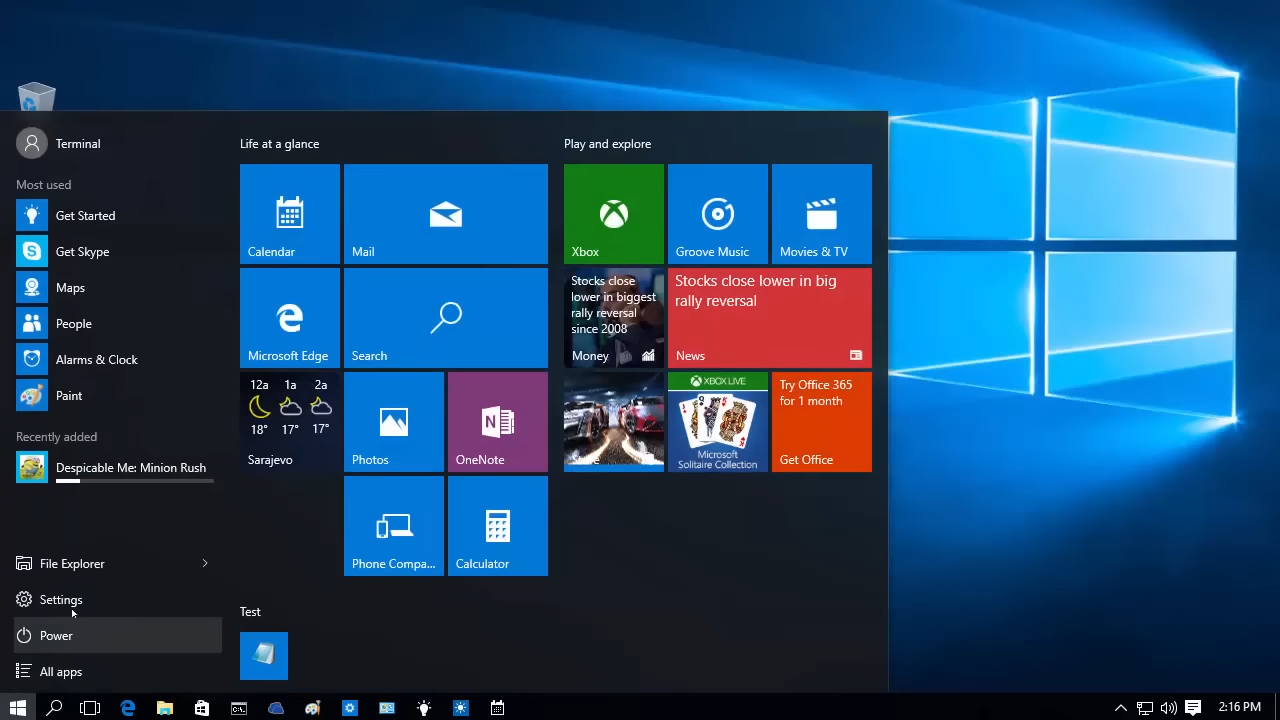 Terminal
Most used
Get Started
Get Skype
Maps
People
Alarms & Clock
Paint
Recently added
Despicable Me: Minion Rush
File Explorer
Settings
Power
All apps
Life at a glance
Calendar
Mail
Microsoft Edge
Search
12a 1a 2a
18° 17° 17°
Sarajevo
Photos
OneNote
Phone Compa...
Calculator
Test
Play and explore
Xbox
Groove Music
Movies & TV
Stocks close
lower in biggest
rally reversal
since 2008
Money
Stocks close lower in big
rally reversal
News
XBOX LIVE
Microsoft
Solitaire Collection
Try Office 365
for 1 month
Get Office
2:16 PM